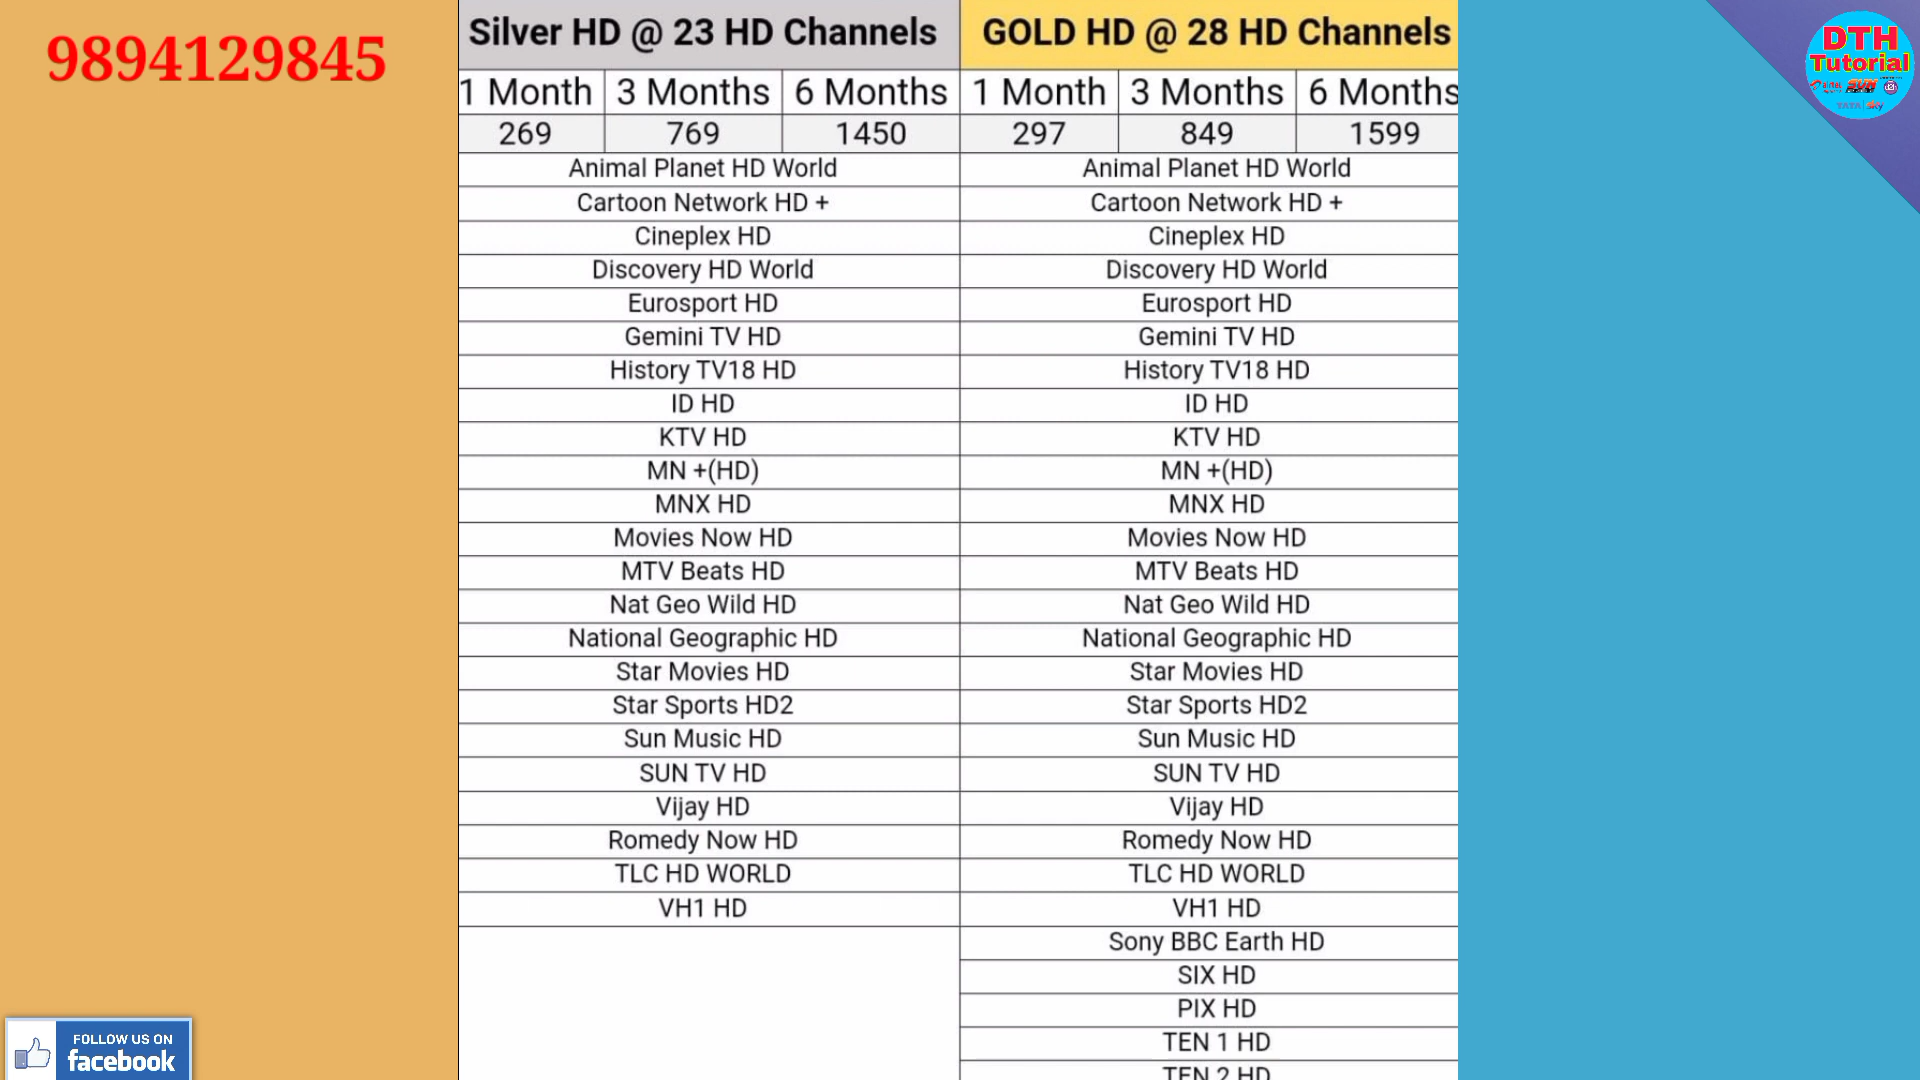 9894129845
Silver HD @ 23 HD Channels
GOLD HD @ 28 HD Channels
1 Month 3 Months 6 Months 1 Month 3 Months 6 Months
269 769 1450 297 849 1599
Animal Planet HD World Animal Planet HD World
Cartoon Network HD + Cartoon Network HD +
Cineplex HD Cineplex HD
Discovery HD World Discovery HD World
Eurosport HD Eurosport HD
Gemini TV HD Gemini TV HD
History TV18 HD History TV18 HD
ID HD ID HD
KTV HD KTV HD
MN +(HD) MN +(HD)
MNX HD MNX HD
Movies Now HD Movies Now HD
MTV Beats HD MTV Beats HD
Nat Geo Wild HD Nat Geo Wild HD
National Geographic HD National Geographic HD
Star Movies HD Star Movies HD
Star Sports HD2 Star Sports HD2
Sun Music HD Sun Music HD
SUN TV HD SUN TV HD
Vijay HD Vijay HD
Romedy Now HD Romedy Now HD
TLC HD WORLD TLC HD WORLD
VH1 HD VH1 HD
Sony BBC Earth HD
SIX HD
PIX HD
TEN 1 HD
TEN 2 HD
DTH
Tutorial
airtel SUN
TATA sky
FOLLOW US ON
facebook